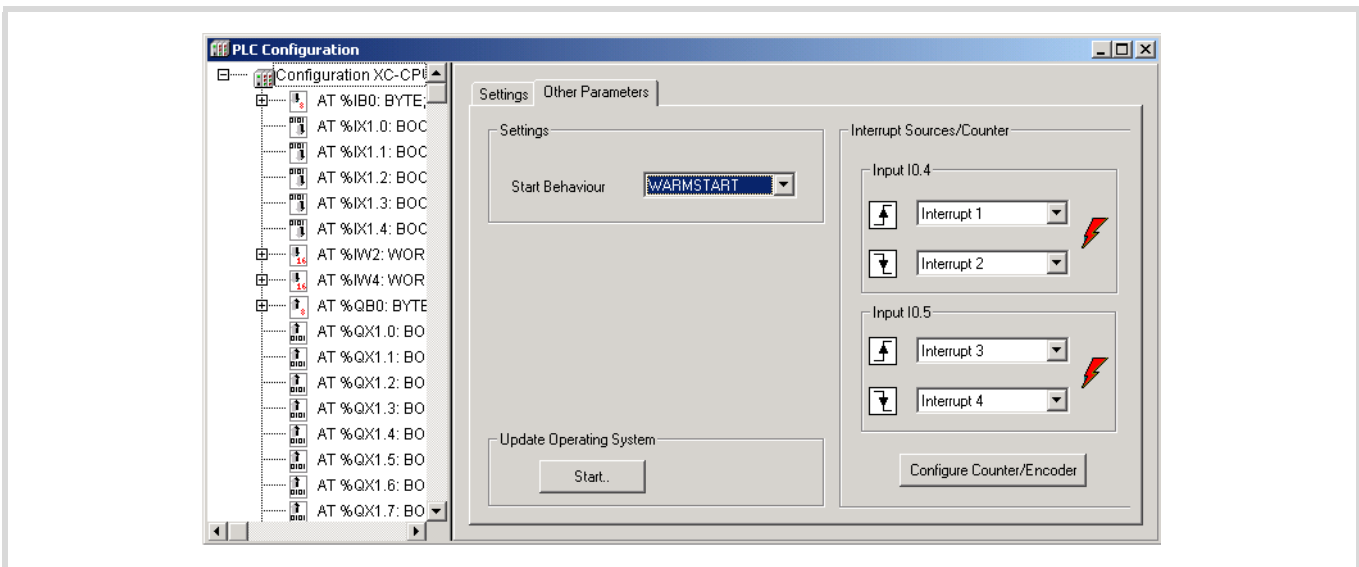 PLC Configuration
Configuration XC-CPU
AT %IB0: BYTE;
AT %IX1.0: BOO
AT %IX1.1: BOO
AT %IX1.2: BOO
AT %IX1.3: BOO
AT %IX1.4: BOO
AT %IW2: WOR
AT %IW4: WOR
AT %QB0: BYTE
AT %QX1.0: BO
AT %QX1.1: BO
AT %QX1.2: BO
AT %QX1.3: BO
AT %QX1.4: BO
AT %QX1.5: BO
AT %QX1.6: BO
AT %QX1.7: BO
Settings
Other Parameters
Settings
Start Behaviour
WARMSTART
Update Operating System
Start..
Interrupt Sources/Counter
Input I0.4
Interrupt 1
Interrupt 2
Input I0.5
Interrupt 3
Interrupt 4
Configure Counter/Encoder